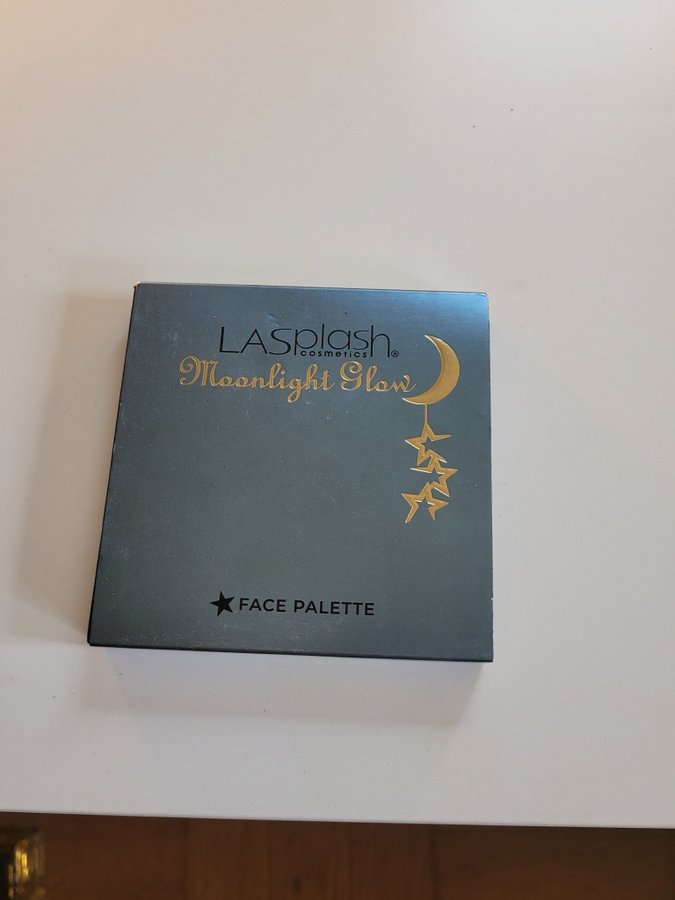 LASplash
cosmetics®
Moonlight Glow
FACE PALETTE